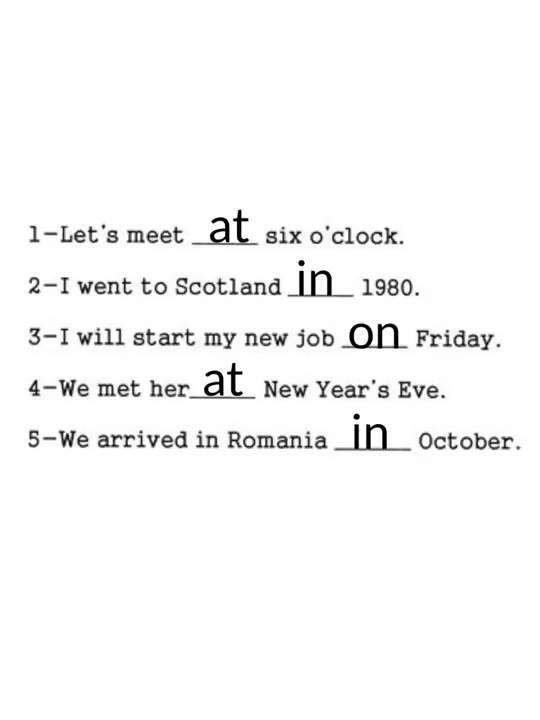 1-Let's meet at six o'clock.
2-I went to Scotland in 1980.
3-I will start my new job on Friday.
4-We met her at New Year's Eve.
5-We arrived in Romania in October.